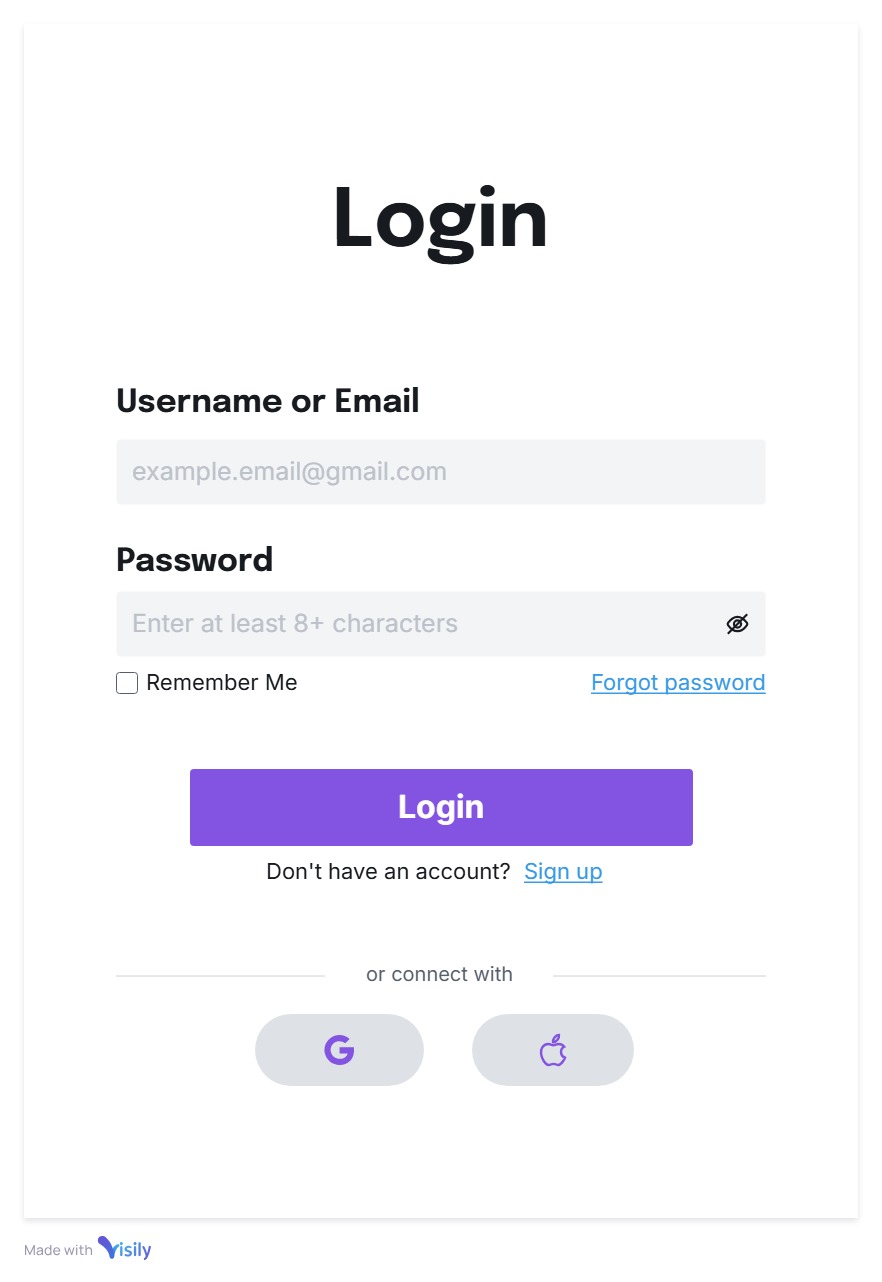 Login
Username or Email
example.email@gmail.com
Password
Enter at least 8+ characters
Remember Me Forgot password
Login
Don't have an account? Sign up
or connect with
G
Made with Visily